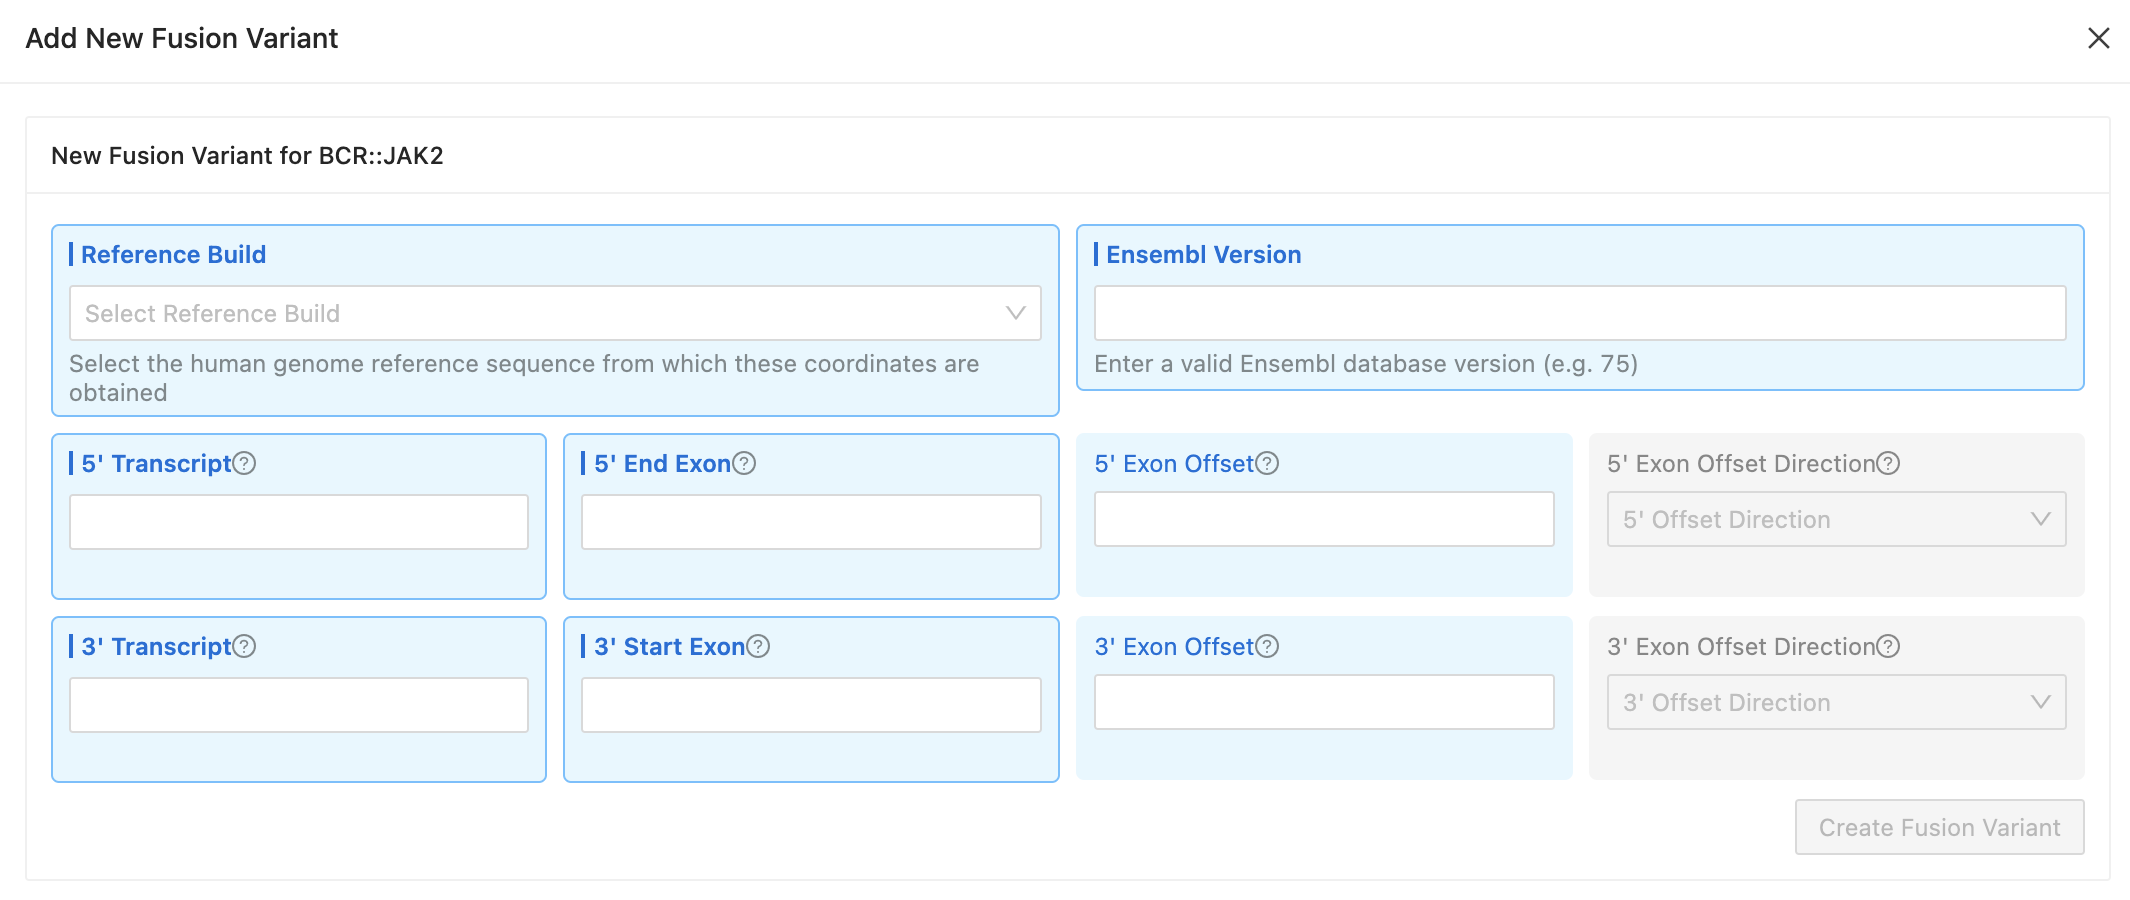 Add New Fusion Variant
New Fusion Variant for BCR::JAK2
Reference Build
Select Reference Build
Select the human genome reference sequence from which these coordinates are
obtained
Ensembl Version
Enter a valid Ensembl database version (e.g. 75)
5' Transcript
5' End Exon
5' Exon Offset
5' Exon Offset Direction
5' Offset Direction
3' Transcript
3' Start Exon
3' Exon Offset
3' Exon Offset Direction
3' Offset Direction
Create Fusion Variant